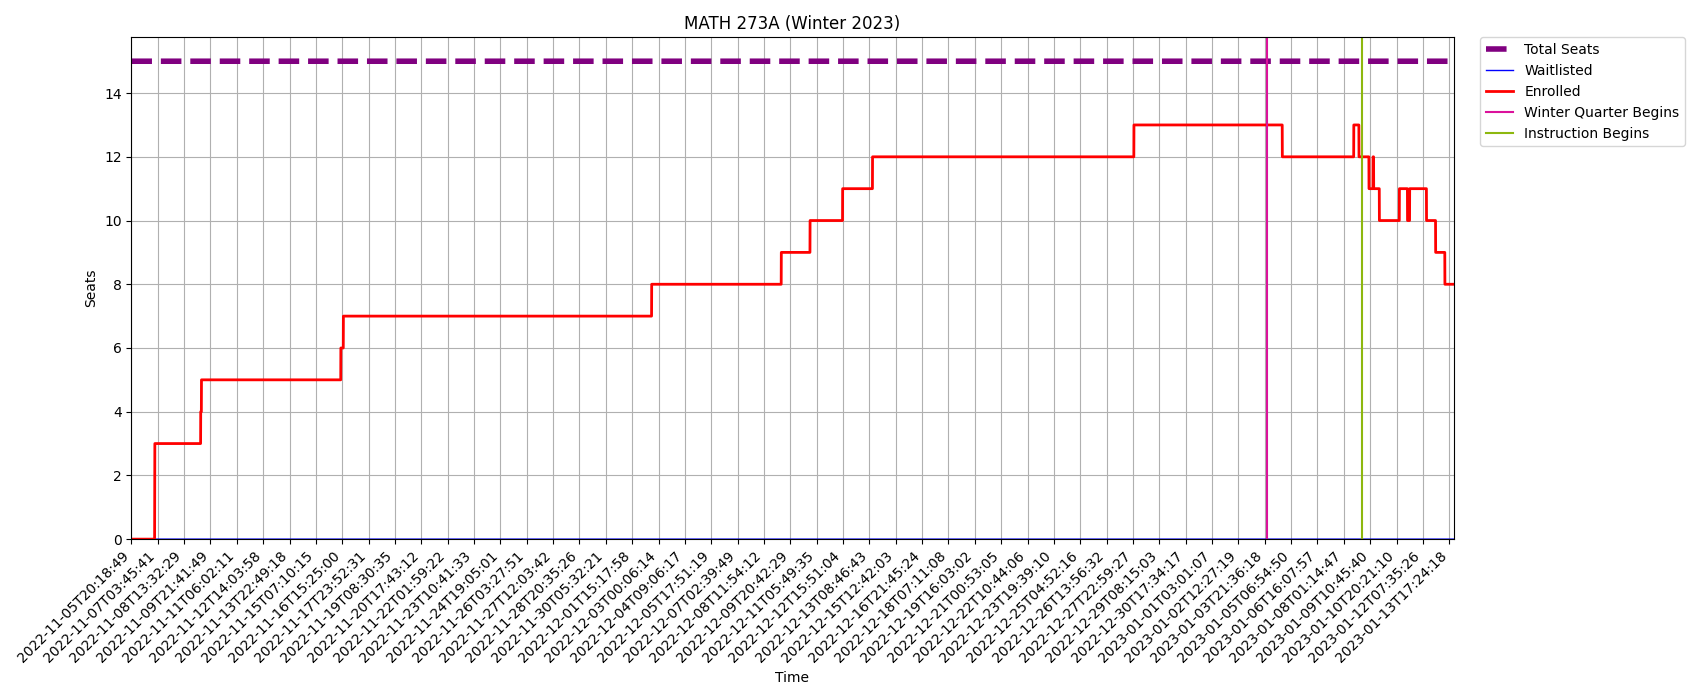 MATH 273A (Winter 2023)
Total Seats
Waitlisted
Enrolled
Winter Quarter Begins
Instruction Begins
Seats
14
12
10
8
6
4
2
0
2022-11-05T20:18:49
2022-11-07T03:45:41
2022-11-08T13:32:29
2022-11-09T21:41:49
2022-11-11T06:02:11
2022-11-12T14:03:58
2022-11-13T22:49:18
2022-11-15T07:10:15
2022-11-16T15:25:00
2022-11-17T23:52:31
2022-11-19T08:30:35
2022-11-20T17:43:12
2022-11-22T01:59:22
2022-11-23T10:41:33
2022-11-24T19:05:01
2022-11-26T03:27:51
2022-11-27T12:03:42
2022-11-28T20:35:26
2022-11-30T05:32:21
2022-12-01T15:17:58
2022-12-03T00:06:14
2022-12-04T09:06:17
2022-12-05T17:51:19
2022-12-07T02:39:49
2022-12-08T11:54:12
2022-12-09T20:42:29
2022-12-11T05:49:35
2022-12-12T15:51:04
2022-12-13T08:46:43
2022-12-15T12:42:03
2022-12-16T21:45:24
2022-12-18T07:11:08
2022-12-19T16:03:02
2022-12-21T00:53:05
2022-12-22T10:44:06
2022-12-23T19:39:10
2022-12-25T04:52:16
2022-12-26T13:56:32
2022-12-27T22:59:27
2022-12-29T08:15:03
2022-12-30T17:34:17
2023-01-01T03:01:07
2023-01-02T12:27:19
2023-01-03T21:36:18
2023-01-05T06:54:50
2023-01-06T16:07:57
2023-01-08T01:14:47
2023-01-09T10:45:40
2023-01-10T20:21:10
2023-01-12T07:35:26
2023-01-13T17:24:18
Time